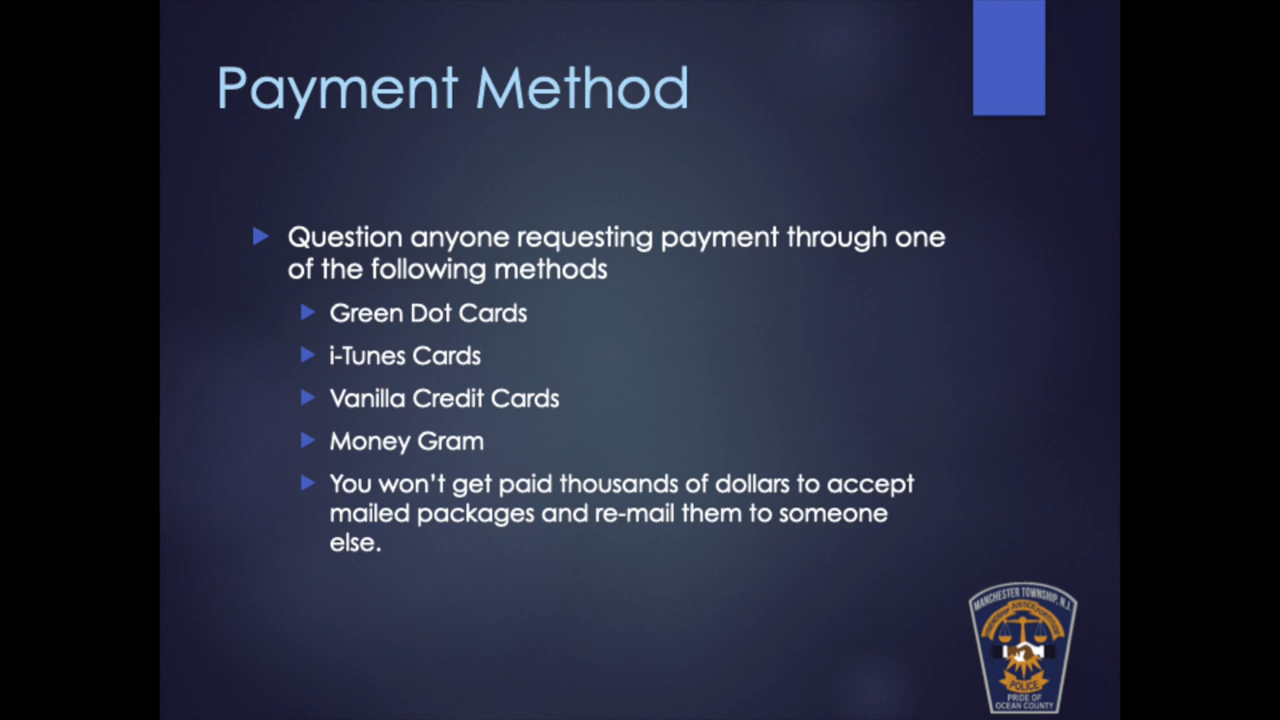 Payment Method
Question anyone requesting payment through one
of the following methods
Green Dot Cards
i-Tunes Cards
Vanilla Credit Cards
Money Gram
You won't get paid thousands of dollars to accept
mailed packages and re-mail them to someone
else.
MANCHESTER TOWNSHIP, N.J.
POLICE
PRIDE OF
OCEAN COUNTY